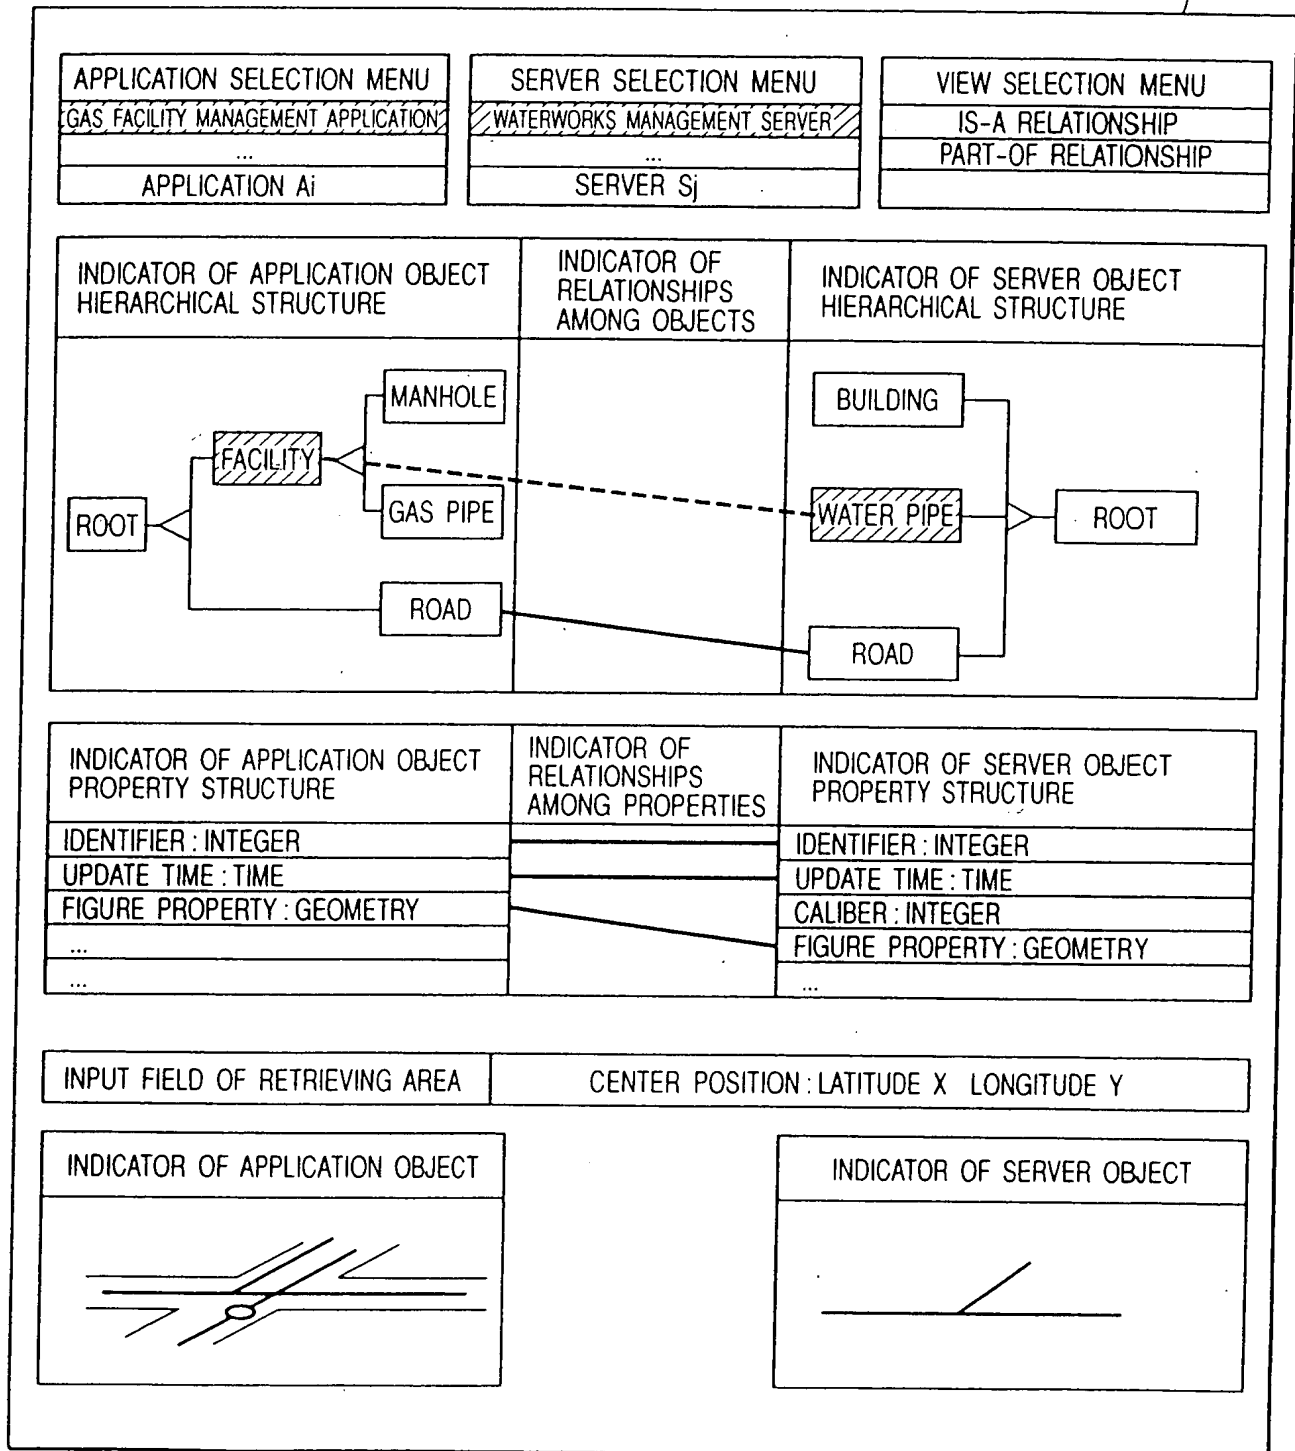 APPLICATION SELECTION MENU
GAS FACILITY MANAGEMENT APPLICATION
...
APPLICATION Ai
SERVER SELECTION MENU
WATERWORKS MANAGEMENT SERVER
...
SERVER Sj
VIEW SELECTION MENU
IS-A RELATIONSHIP
PART-OF RELATIONSHIP
INDICATOR OF APPLICATION OBJECT
HIERARCHICAL STRUCTURE
INDICATOR OF
RELATIONSHIPS
AMONG OBJECTS
INDICATOR OF SERVER OBJECT
HIERARCHICAL STRUCTURE
MANHOLE
FACILITY
GAS PIPE
ROOT
ROAD
BUILDING
WATER PIPE
ROOT
ROAD
INDICATOR OF APPLICATION OBJECT
PROPERTY STRUCTURE
INDICATOR OF
RELATIONSHIPS
AMONG PROPERTIES
INDICATOR OF SERVER OBJECT
PROPERTY STRUCTURE
IDENTIFIER : INTEGER
UPDATE TIME : TIME
FIGURE PROPERTY : GEOMETRY
...
...
IDENTIFIER : INTEGER
UPDATE TIME : TIME
CALIBER : INTEGER
FIGURE PROPERTY : GEOMETRY
...
INPUT FIELD OF RETRIEVING AREA
CENTER POSITION : LATITUDE X LONGITUDE Y
INDICATOR OF APPLICATION OBJECT
INDICATOR OF SERVER OBJECT